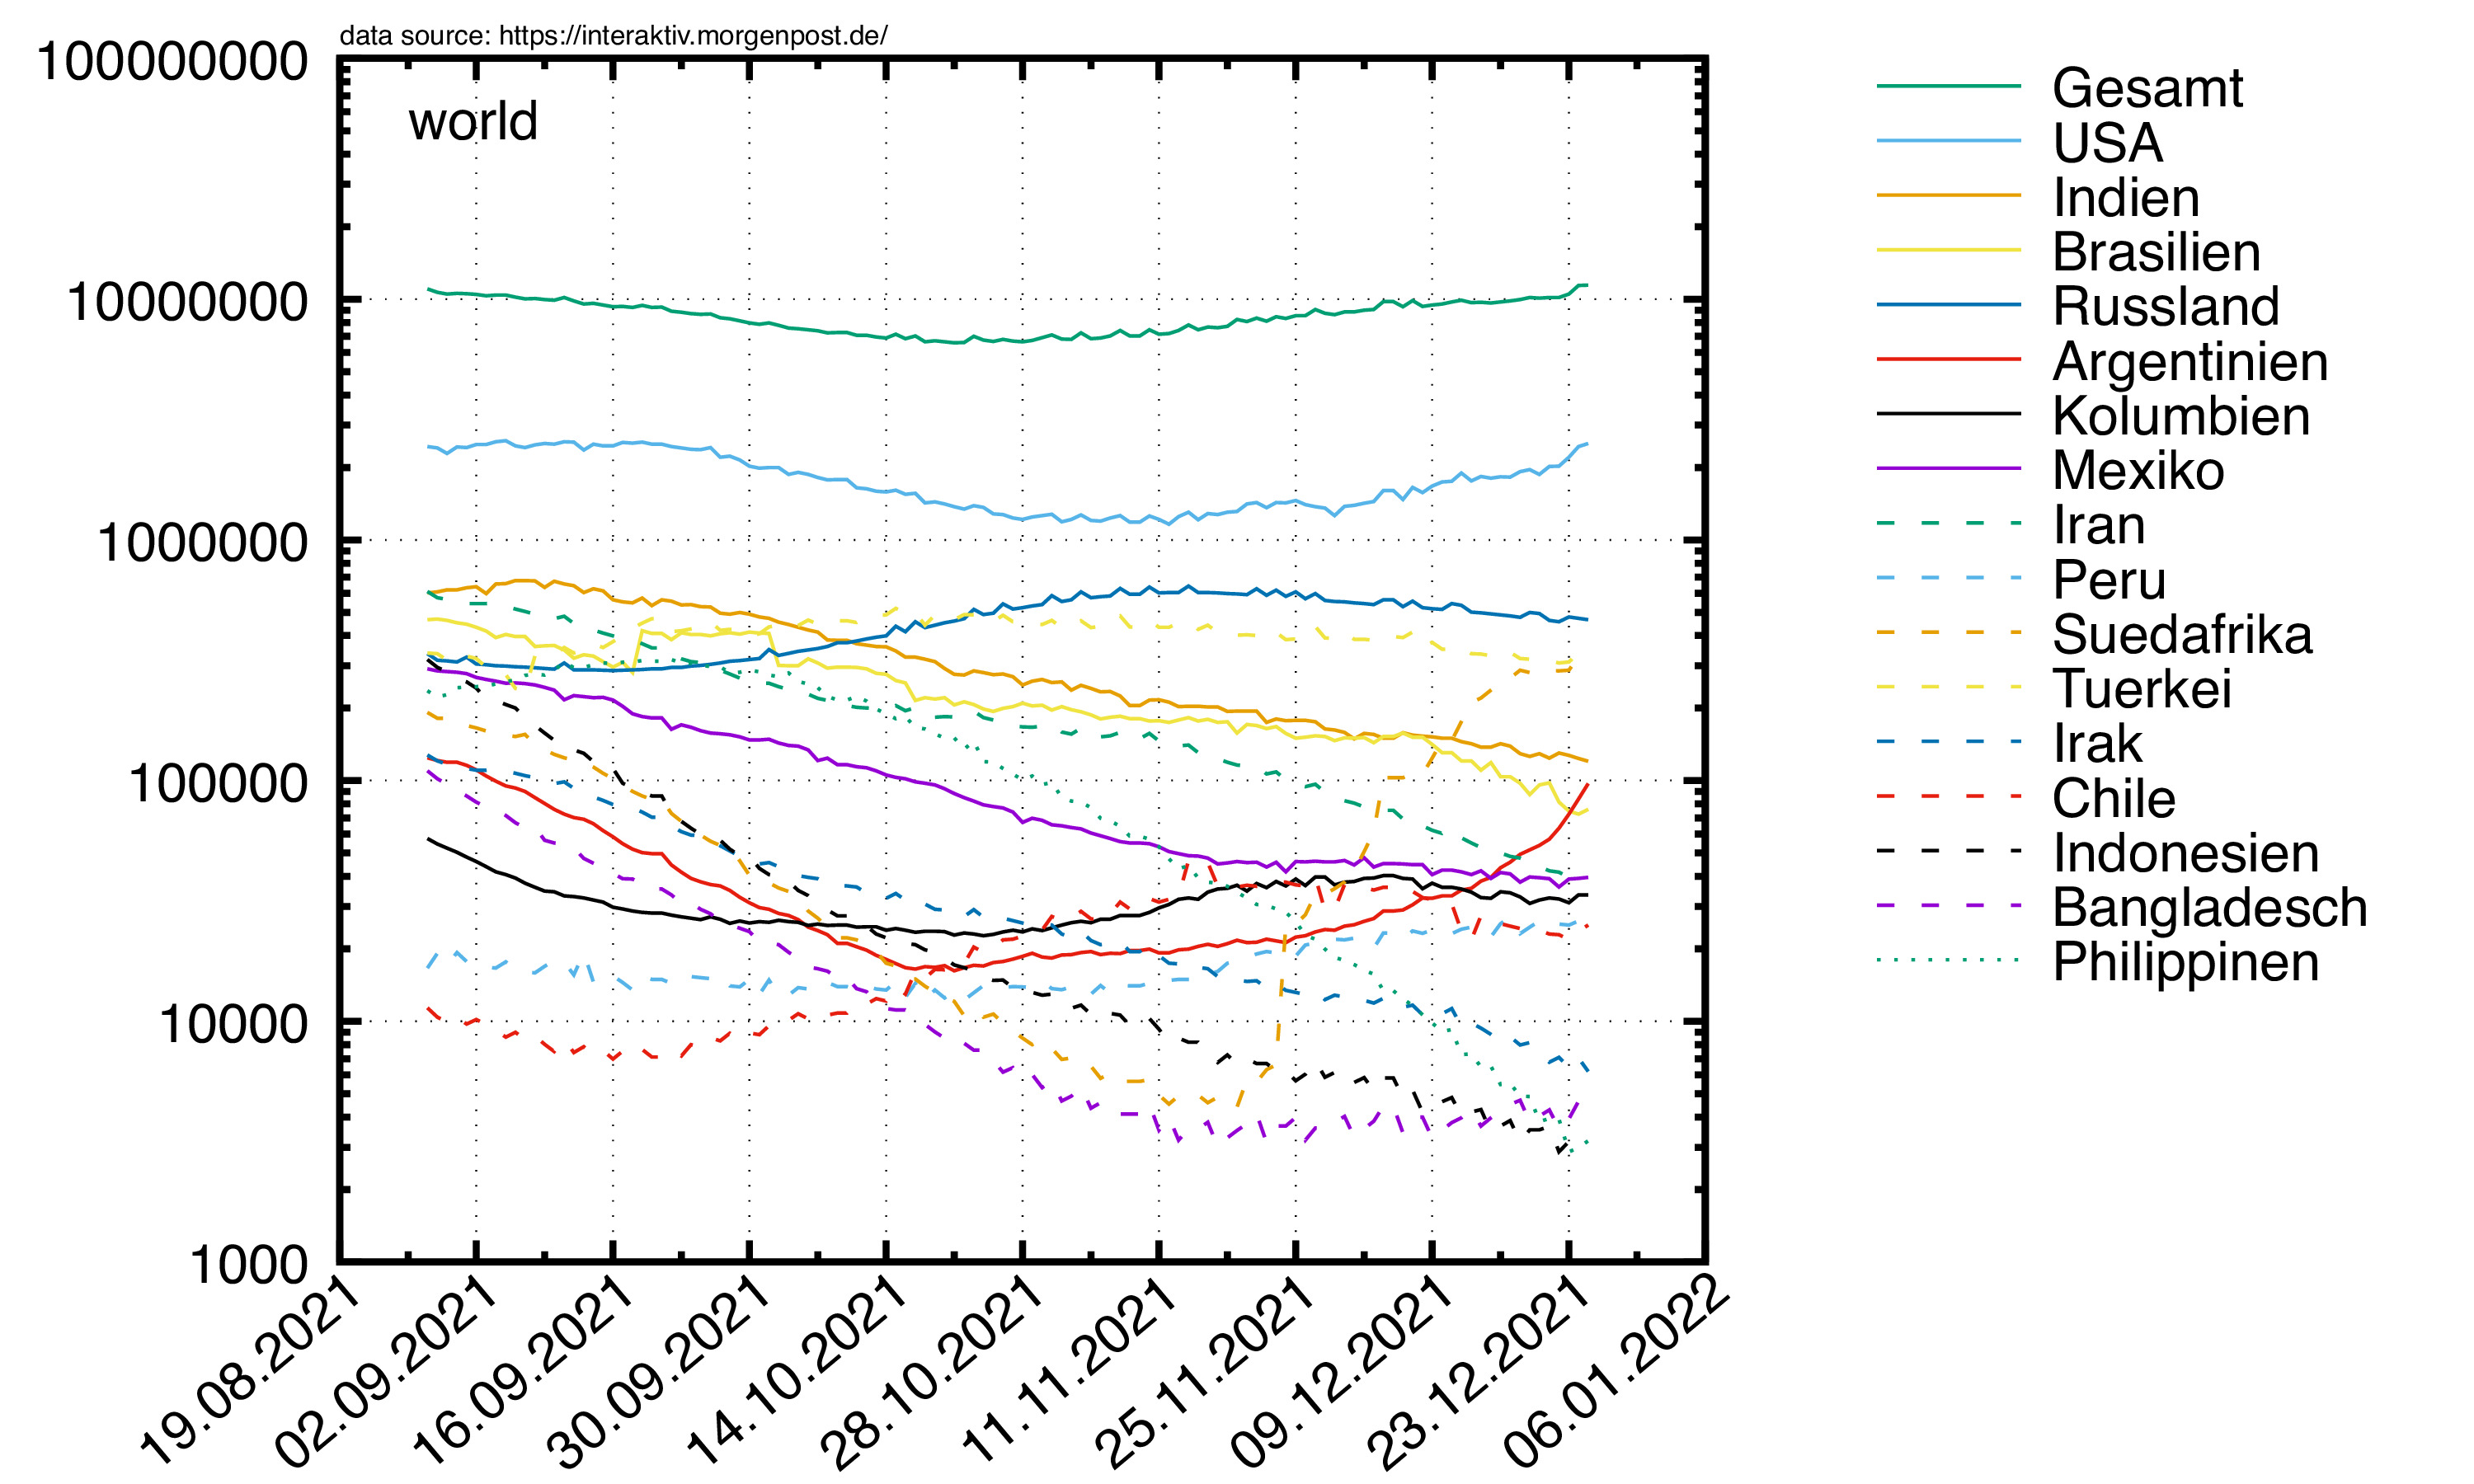 data source: https://interaktiv.morgenpost.de/
world
100000000
10000000
1000000
100000
10000
1000
19.08.2021
02.09.2021
16.09.2021
30.09.2021
14.10.2021
28.10.2021
11.11.2021
25.11.2021
09.12.2021
23.12.2021
06.01.2022
Gesamt
USA
Indien
Brasilien
Russland
Argentinien
Kolumbien
Mexiko
Iran
Peru
Suedafrika
Tuerkei
Irak
Chile
Indonesien
Bangladesch
Philippinen